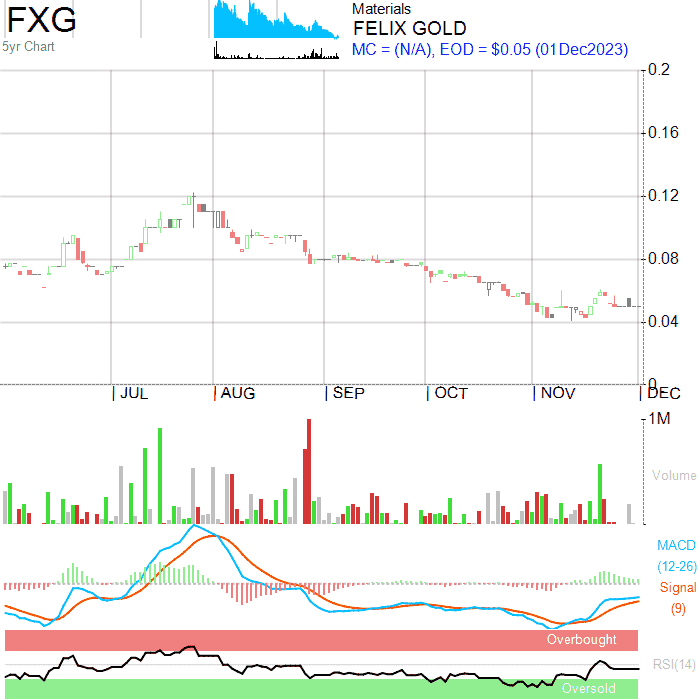 FXG
5yr Chart
Materials
FELIX GOLD
MC = (N/A), EOD = $0.05 (01Dec2023)
0.2
0.16
0.12
0.08
0.04
0
JUL AUG SEP OCT NOV DEC
1M
Volume
MACD
(12-26)
Signal
(9)
Overbought
RSI(14)
Oversold